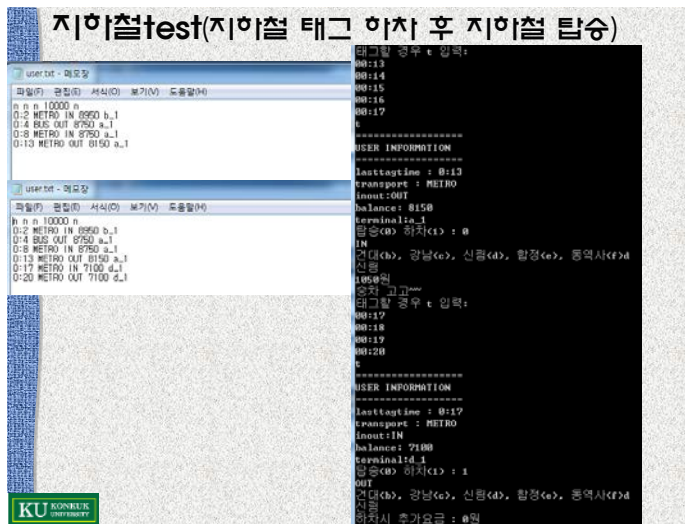 지하철test(지하철 태그 하차 후 지하철 탑승)
user.txt - 메모장
파일(F) 편집(E) 서식(O) 보기(V) 도움말(H)
n n n 10000 n
0:2 METRO IN 8950 b_1
0:4 BUS OUT 8750 a_1
0:8 METRO IN 8750 a_1
0:13 METRO OUT 8150 a_1
user.txt - 메모장
파일(F) 편집(E) 서식(O) 보기(V) 도움말(H)
n n n 10000 n
0:2 METRO IN 8950 b_1
0:4 BUS OUT 8750 a_1
0:8 METRO IN 8750 a_1
0:13 METRO OUT 8150 a_1
0:17 METRO IN 7100 d_1
0:20 METRO OUT 7100 d_1
태그할 경우 t 입력:
00:13
00:14
00:15
00:16
00:17
t
==================
USER INFORMATION
==================
lasttagtime : 0:13
transport : METRO
inout:OUT
balance: 8150
terminal:a_1
탑승(0) 하차(1) : 0
IN
건대(b), 강남(c), 신림(d), 합정(e), 동역사(f)d
신림
1050원
승차 고고~~
태그할 경우 t 입력:
00:17
00:18
00:19
00:20
t
==================
USER INFORMATION
==================
lasttagtime : 0:17
transport : METRO
inout:IN
balance: 7100
terminal:d_1
탑승(0) 하차(1) : 1
OUT
건대(b), 강남(c), 신림(d), 합정(e), 동역사(f)d
신림
하차시 추가요금 : 0원
KU KONKUK
UNIVERSITY